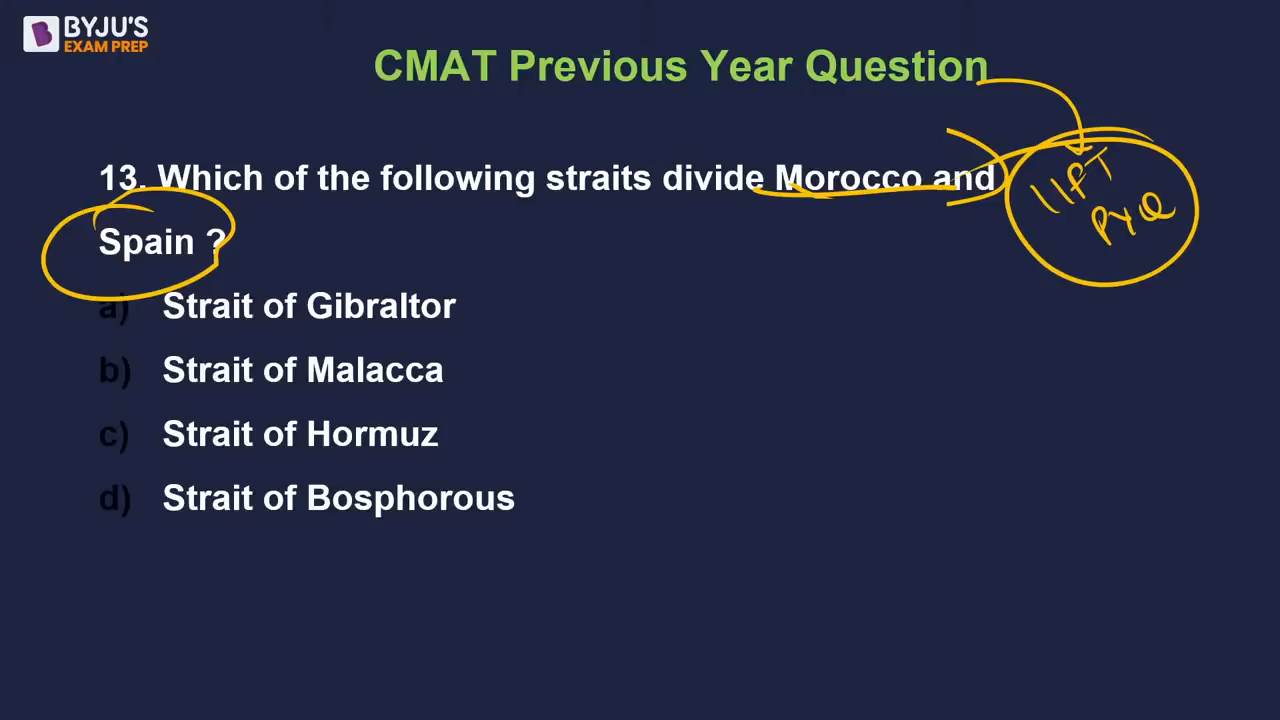 BYJU'S
EXAM PREP
CMAT Previous Year Question
13. Which of the following straits divide Morocco and
Spain ?
IIFT
PYQ
a) Strait of Gibraltor
b) Strait of Malacca
c) Strait of Hormuz
d) Strait of Bosphorous